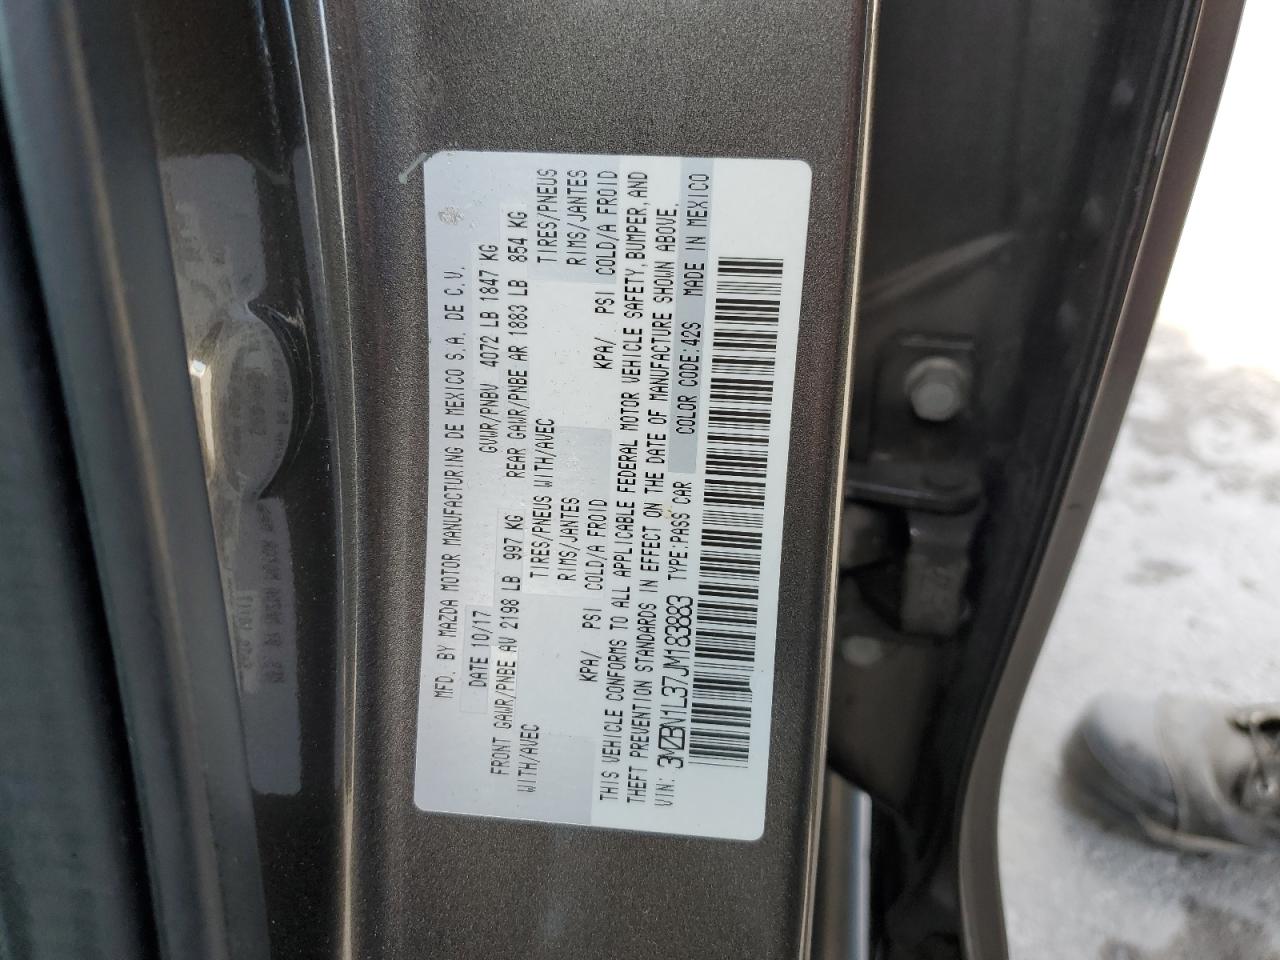 MFD. BY MAZDA MOTOR MANUFACTURING DE MEXICO S.A. DE C.V.
DATE 10/17 GVWR/PNBV 4072 LB 1847 KG
FRONT GAWR/PNBE AV 2198 LB 997 KG REAR GAWR/PNBE AR 1883 LB 854 KG
WITH/AVEC TIRES/PNEUS WITH/AVEC TIRES/PNEUS
RIMS/JANTES RIMS/JANTES
KPA/ PSI COLD/A FROID KPA/ PSI COLD/A FROID
THIS VEHICLE CONFORMS TO ALL APPLICABLE FEDERAL MOTOR VEHICLE SAFETY, BUMPER, AND
THEFT PREVENTION STANDARDS IN EFFECT ON THE DATE OF MANUFACTURE SHOWN ABOVE.
VIN: 3MZBN1L37JM183883 TYPE:PASS CAR COLOR CODE:42S MADE IN MEXICO